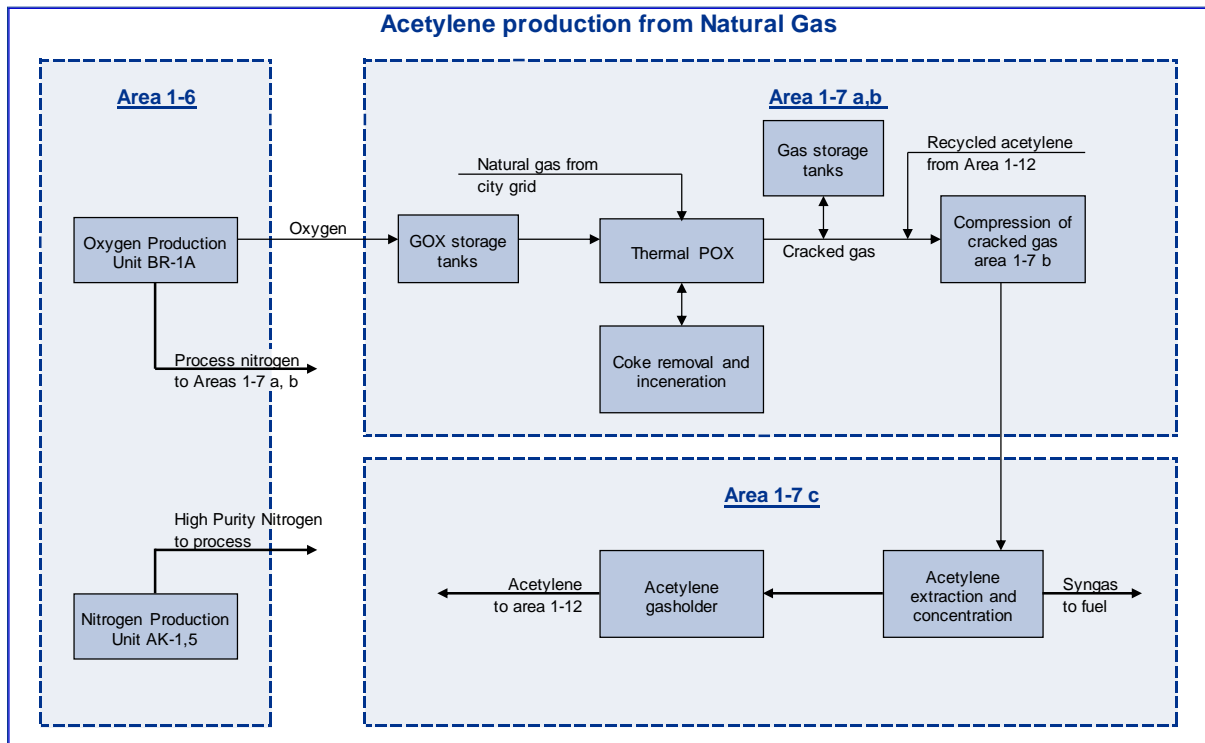 Acetylene production from Natural Gas
Area 1-6
Oxygen Production
Unit BR-1A
Oxygen
Process nitrogen
to Areas 1-7 a, b
High Purity Nitrogen
to process
Nitrogen Production
Unit AK-1,5
Area 1-7 a,b
Natural gas from
city grid
Gas storage
tanks
Recycled acetylene
from Area 1-12
GOX storage
tanks
Thermal POX
Cracked gas
Compression of
cracked gas
area 1-7 b
Coke removal and
inceneration
Area 1-7 c
Acetylene
to area 1-12
Acetylene
gasholder
Acetylene
extraction and
concentration
Syngas
to fuel